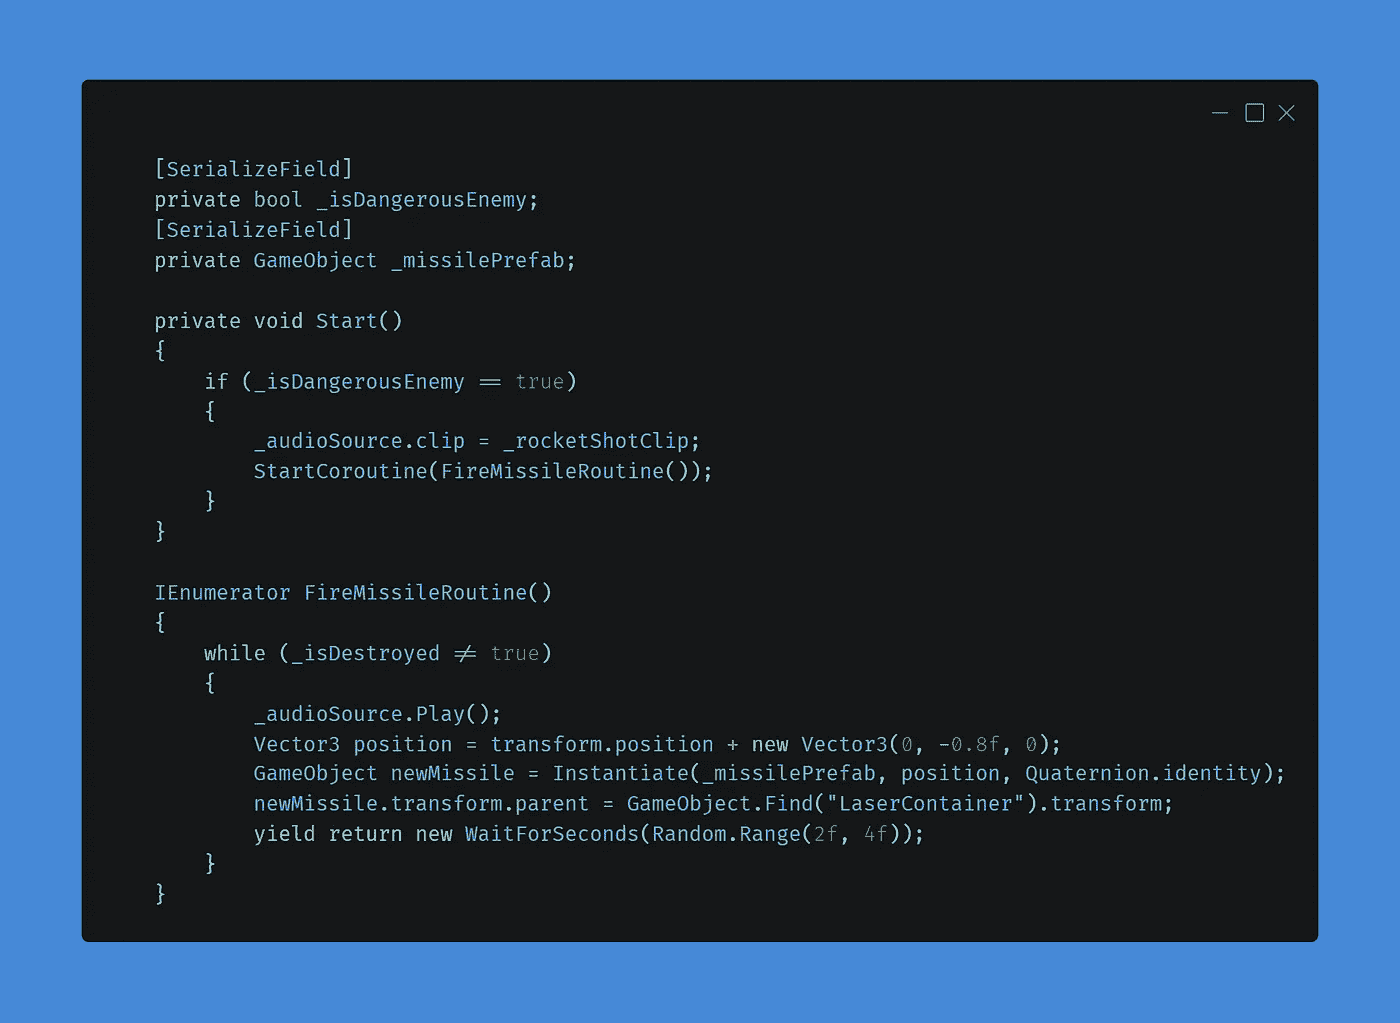 [SerializeField]
private bool _isDangerousEnemy;
[SerializeField]
private GameObject _missilePrefab;
private void Start()
{
if (_isDangerousEnemy == true)
{
_audioSource.clip = _rocketShotClip;
StartCoroutine(FireMissileRoutine());
}
}
IEnumerator FireMissileRoutine()
{
while (_isDestroyed != true)
{
_audioSource.Play();
Vector3 position = transform.position + new Vector3(0, -0.8f, 0);
GameObject newMissile = Instantiate(_missilePrefab, position, Quaternion.identity);
newMissile.transform.parent = GameObject.Find("LaserContainer").transform;
yield return new WaitForSeconds(Random.Range(2f, 4f));
}
}